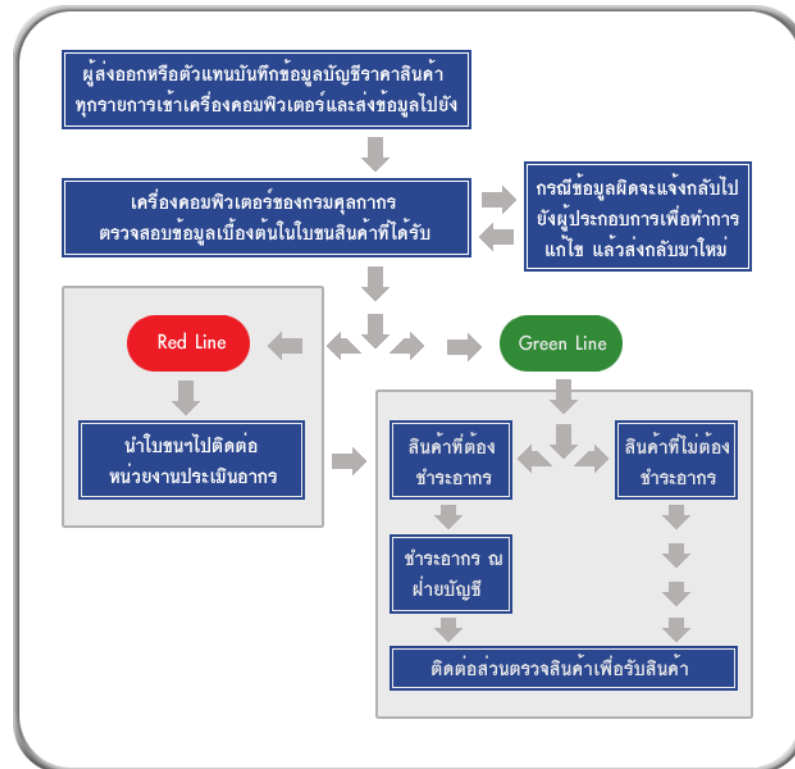 ผู้ส่งออกหรือตัวแทนบันทึกข้อมูลบัญชีราคาสินค้า
ทุกรายการเข้าเครื่องคอมพิวเตอร์และส่งข้อมูลไปยัง
เครื่องคอมพิวเตอร์ของกรมศุลกากร
ตรวจสอบข้อมูลเบื้องต้นในใบขนสินค้าที่ได้รับ
กรณีข้อมูลผิดจะแจ้งกลับไป
ยังผู้ประกอบการเพื่อทำการ
แก้ไข แล้วส่งกลับมาใหม่
Red Line
Green Line
นำใบขนฯไปติดต่อ
หน่วยงานประเมินอากร
สินค้าที่ต้อง
ชำระอากร
สินค้าที่ไม่ต้อง
ชำระอากร
ชำระอากร ณ
ฝ่ายบัญชี
ติดต่อส่วนตรวจสินค้าเพื่อรับสินค้า